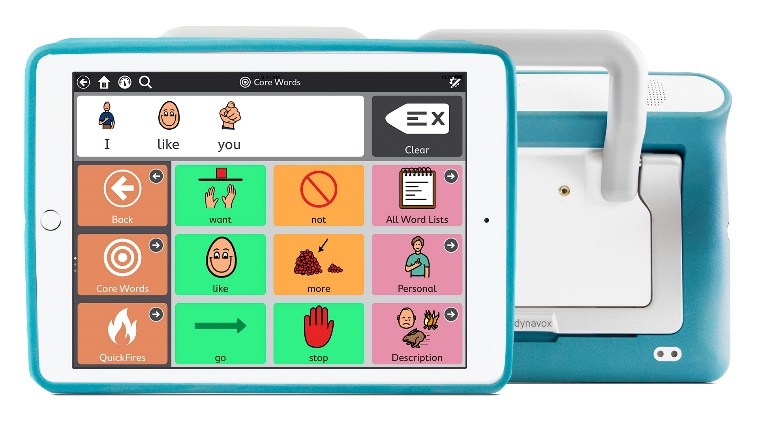 Core Words
I like you
Clear
Back want not All Word Lists
Core Words like more Personal
QuickFires go stop Description
dynavox